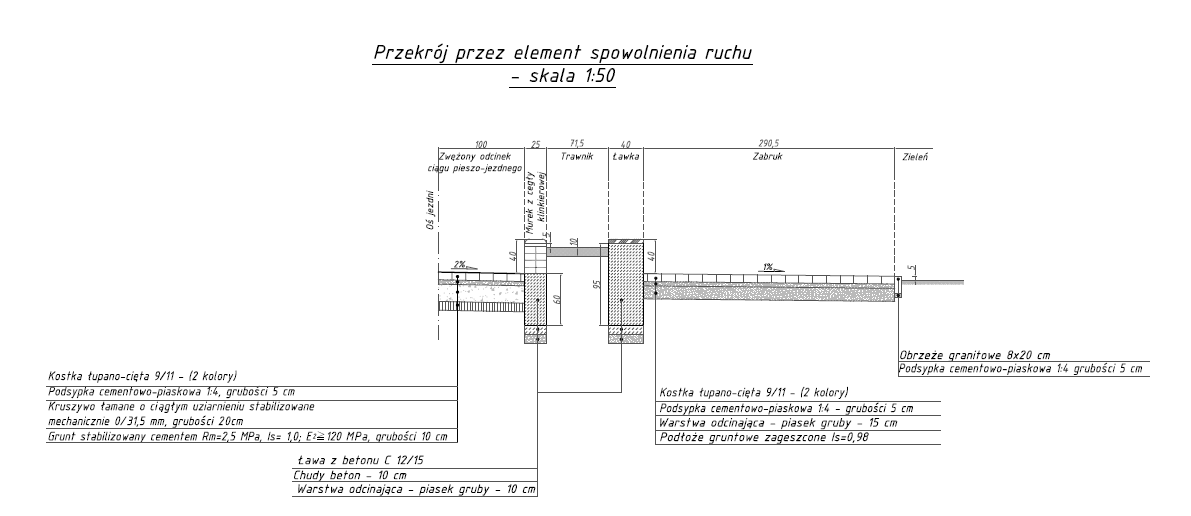 Przekrój przez element spowolnienia ruchu
- skala 1:50
100 25 71,5 40 290,5
Zwężony odcinek
ciągu pieszo-jezdnego
Trawnik
Ławka
Zabruk
Zieleń
Oś jezdni
Murek z cegły
klinkierowej
5
10
40
40
2%
1%
5
60
95
Obrzeże granitowe 8x20 cm
Podsypka cementowo-piaskowa 1:4 grubości 5 cm
Kostka łupano-cięta 9/11 - (2 kolory)
Podsypka cementowo-piaskowa 1:4, grubości 5 cm
Kruszywo łamane o ciągłym uziarnieniu stabilizowane
mechanicznie 0/31,5 mm, grubości 20cm
Grunt stabilizowany cementem Rm=2,5 MPa, Is= 1,0; E₂≧120 MPa, grubości 10 cm
Kostka łupano-cięta 9/11 - (2 kolory)
Podsypka cementowo-piaskowa 1:4 - grubości 5 cm
Warstwa odcinająca - piasek gruby - 15 cm
Podłoże gruntowe zagęszczone Is=0,98
Ława z betonu C 12/15
Chudy beton - 10 cm
Warstwa odcinająca - piasek gruby - 10 cm